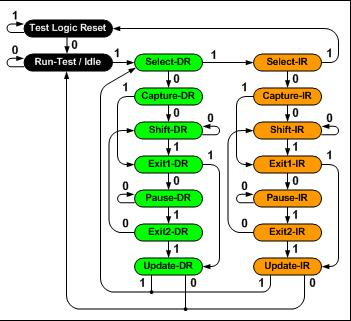 1
Test Logic Reset
0
0
Run-Test / Idle
1
Select-DR
1
Select-IR
1
0
0
1
Capture-DR
1
Capture-IR
0
0
Shift-DR
0
Shift-IR
0
1
1
Exit1-DR
1
Exit1-IR
1
0
0
0
Pause-DR
0
Pause-IR
1
1
0
Exit2-DR
0
Exit2-IR
1
1
Update-DR
Update-IR
1
0
1
0